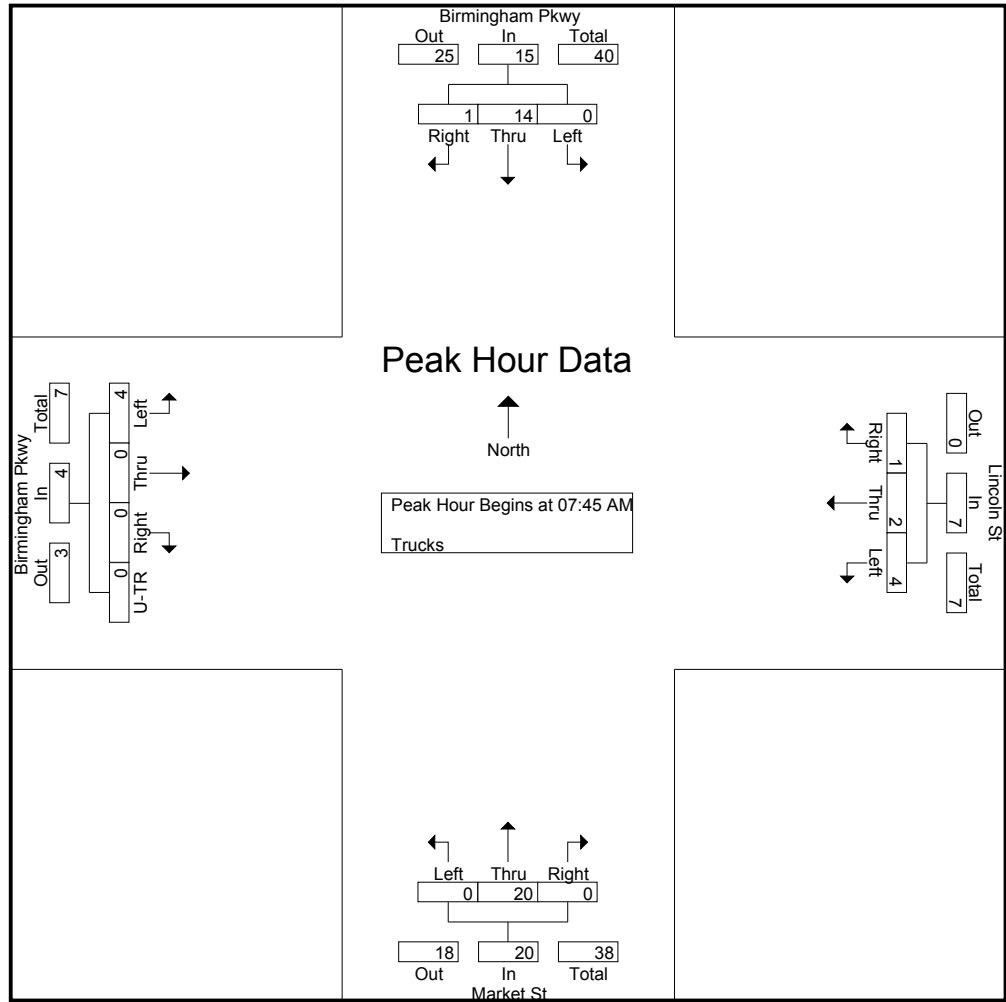 Birmingham Pkwy
Out In Total
25 15 40
1 14 0
Right Thru Left
Peak Hour Data
North
Peak Hour Begins at 07:45 AM
Trucks
Birmingham Pkwy
Total In Out
7 4 3
4 0 0 0
Left Thru Right U-TR
Lincoln St
Out In Total
0 7 7
1 2 4
Right Thru Left
Left Thru Right
0 20 0
18 20 38
Out In Total
Market St